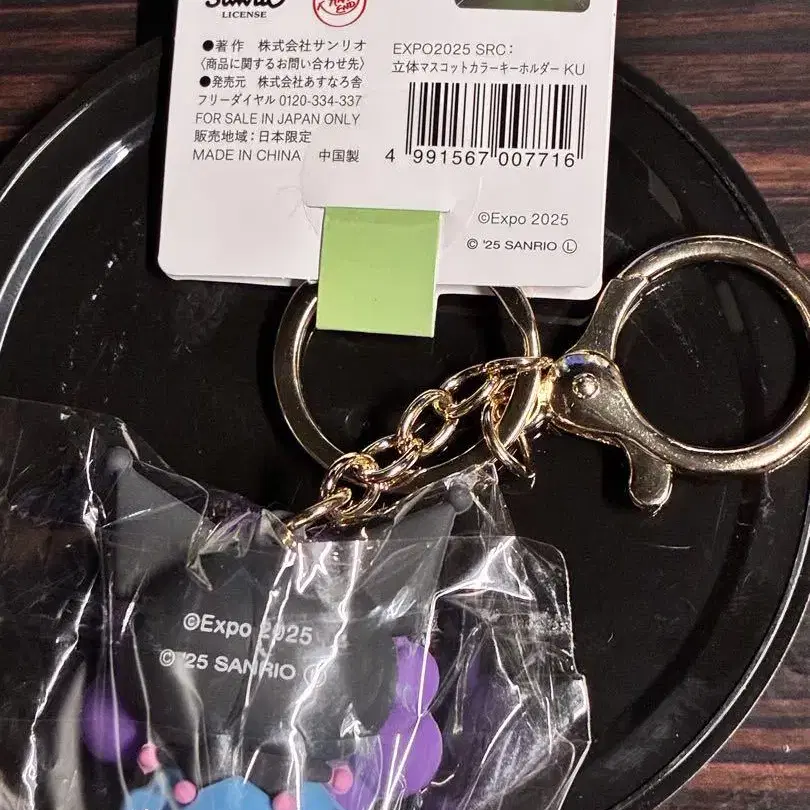 Sanrio
LICENSE
●著作 株式会社サンリオ
〈商品に関するお問い合わせ先〉
●発売元 株式会社あすなろ舎
フリーダイヤル 0120-334-337
FOR SALE IN JAPAN ONLY
販売地域:日本限定
MADE IN CHINA 中国製
EXPO2025 SRC:
立体マスコットカラーキーホルダー KU
4 991567 007716
©Expo 2025
© '25 SANRIO Ⓛ
©Expo 2025
© '25 SANRIO Ⓛ